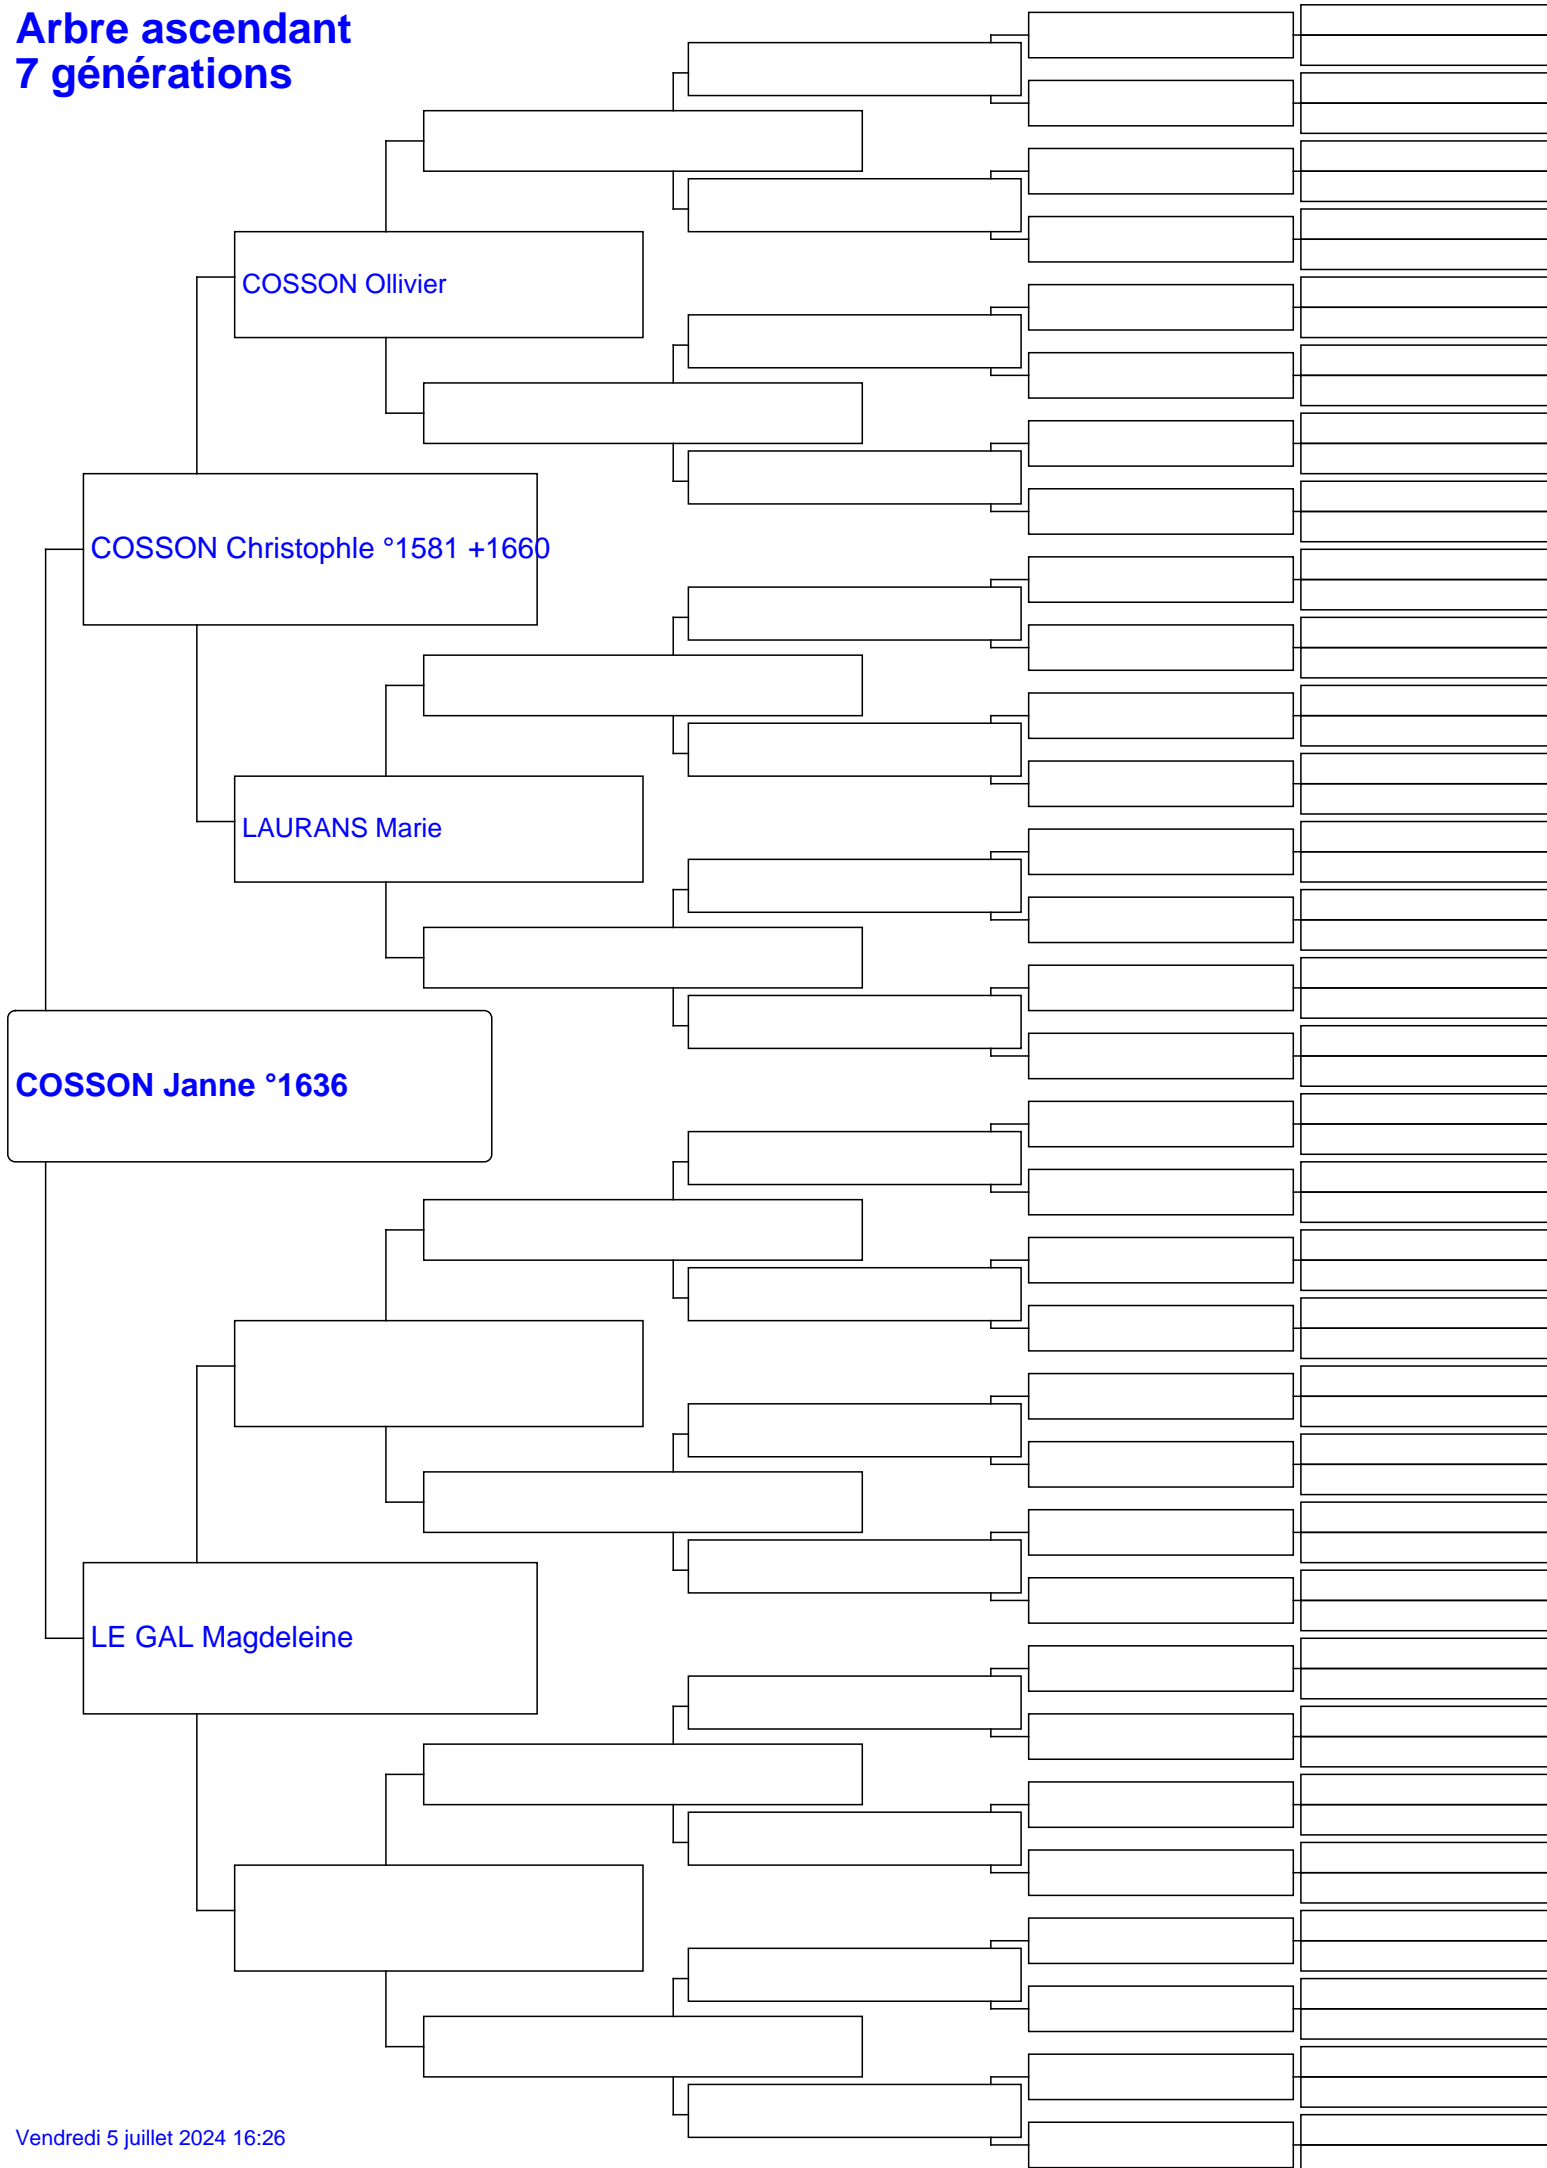 Arbre ascendant
7 générations
COSSON Ollivier
COSSON Christophle °1581 +1660
LAURANS Marie
COSSON Janne °1636
LE GAL Magdeleine
Vendredi 5 juillet 2024 16:26